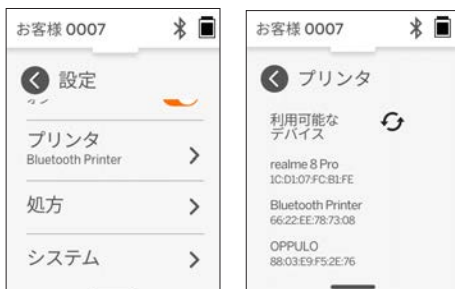 お客様 0007
設定
オン
プリンタ
Bluetooth Printer
処方
システム
お客様 0007
プリンタ
利用可能な
デバイス
realme 8 Pro
1C:D1:07:FC:B1:FE
Bluetooth Printer
66:22:EE:78:73:08
OPPULO
88:03:E9:F5:2E:76